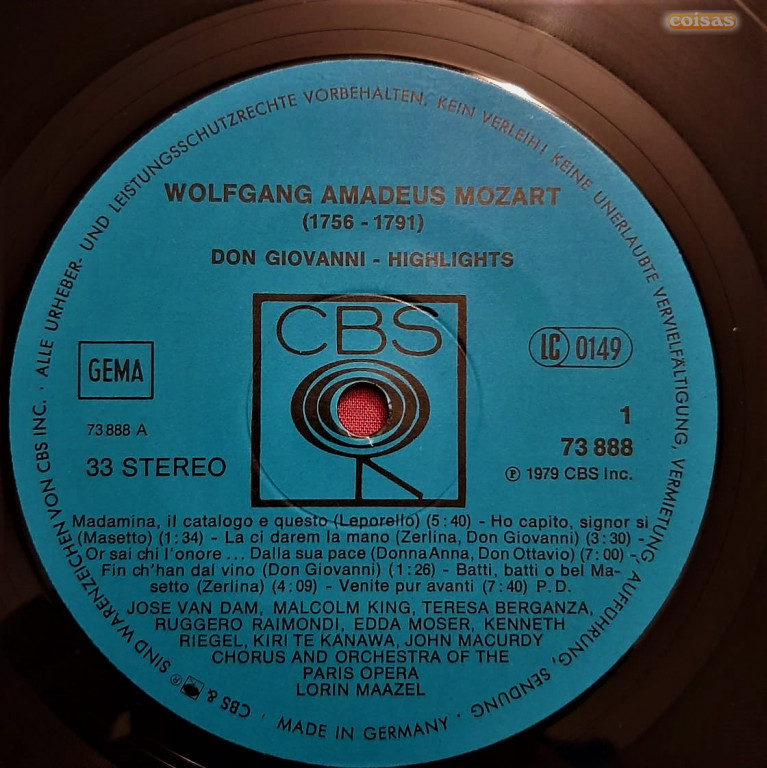 coisas
ALLE URHEBER- UND LEISTUNGSSCHUTZRECHTE VORBEHALTEN. KEIN VERLEIH! KEINE UNERLAUBTE VERVIELFÄLTIGUNG, VERMIETUNG, AUFFÜHRUNG, SENDUNG
WOLFGANG AMADEUS MOZART
(1756 - 1791)
DON GIOVANNI - HIGHLIGHTS
CBS
GEMA
LC 0149
73 888 A
1
73 888
33 STEREO
℗ 1979 CBS Inc.
Madamina, il catalogo e questo (Leporello) (5:40) - Ho capito, signor si
(Masetto) (1:34) - La ci darem la mano (Zerlina, Don Giovanni) (3:30) -
Or sai chi l'onore ... Dalla sua pace (Donna Anna, Don Ottavio) (7:00) -
Fin ch'han dal vino (Don Giovanni) (1:26) - Batti, batti o bel Ma-
setto (Zerlina) (4:09) - Venite pur avanti (7:40) P.D.
JOSE VAN DAM, MALCOLM KING, TERESA BERGANZA,
RUGGERO RAIMONDI, EDDA MOSER, KENNETH
RIEGEL, KIRI TE KANAWA, JOHN MACURDY
CHORUS AND ORCHESTRA OF THE
PARIS OPERA
LORIN MAAZEL
CBS & ® SIND WARENZEICHEN VON CBS INC. ·
· MADE IN GERMANY ·